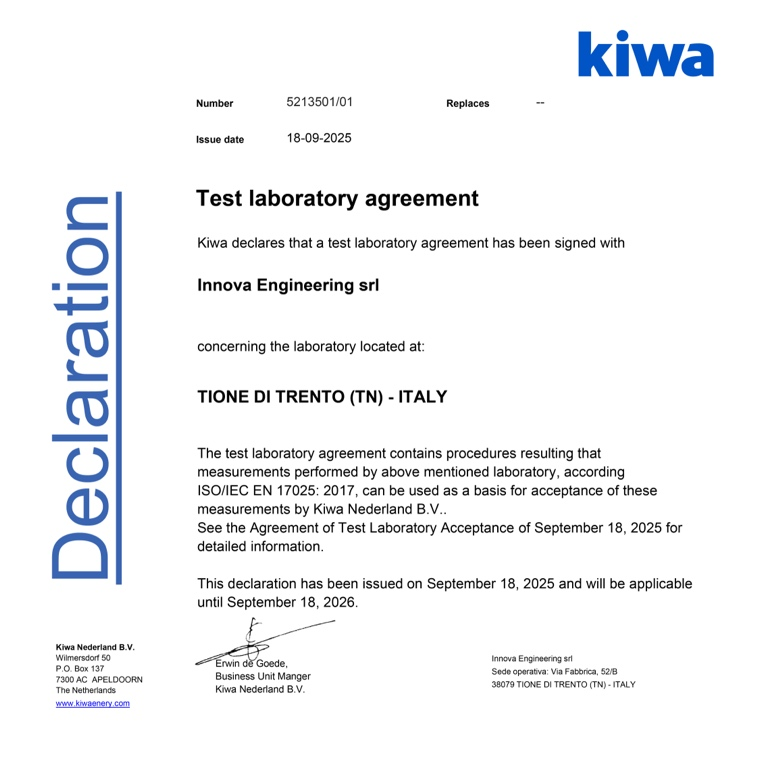 kiwa
Number 5213501/01 Replaces --
Issue date 18-09-2025
Declaration
Test laboratory agreement
Kiwa declares that a test laboratory agreement has been signed with
Innova Engineering srl
concerning the laboratory located at:
TIONE DI TRENTO (TN) - ITALY
The test laboratory agreement contains procedures resulting that
measurements performed by above mentioned laboratory, according
ISO/IEC EN 17025: 2017, can be used as a basis for acceptance of these
measurements by Kiwa Nederland B.V..
See the Agreement of Test Laboratory Acceptance of September 18, 2025 for
detailed information.
This declaration has been issued on September 18, 2025 and will be applicable
until September 18, 2026.
Kiwa Nederland B.V.
Wilmersdorf 50
P.O. Box 137
7300 AC APELDOORN
The Netherlands
www.kiwaenery.com
Erwin de Goede,
Business Unit Manger
Kiwa Nederland B.V.
Innova Engineering srl
Sede operativa: Via Fabbrica, 52/B
38079 TIONE DI TRENTO (TN) - ITALY